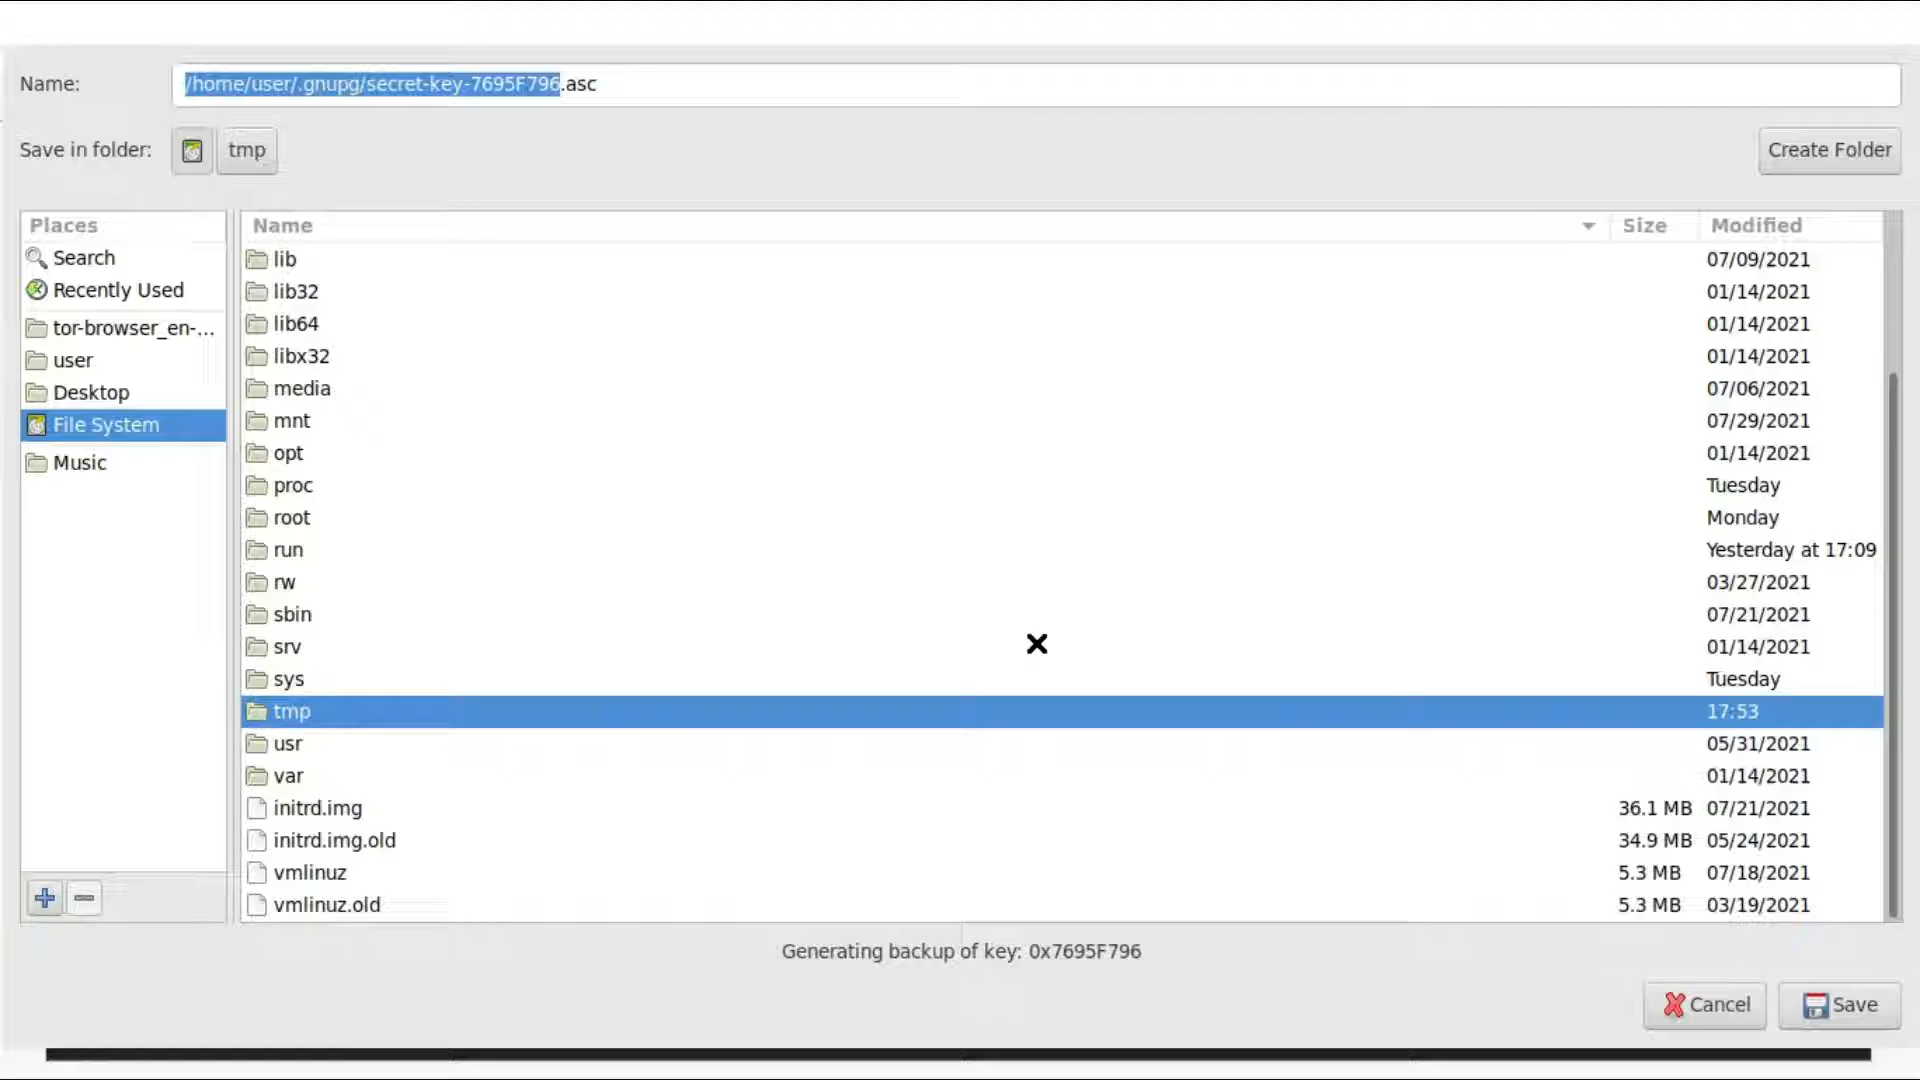 Name: /home/user/.gnupg/secret-key-7695F796.asc
Save in folder: tmp Create Folder
Places Name Size Modified
Search lib 07/09/2021
Recently Used lib32 01/14/2021
tor-browser_en-... lib64 01/14/2021
user libx32 01/14/2021
Desktop media 07/06/2021
File System mnt 07/29/2021
Music opt 01/14/2021
proc Tuesday
root Monday
run Yesterday at 17:09
rw 03/27/2021
sbin 07/21/2021
srv 01/14/2021
sys Tuesday
tmp 17:53
usr 05/31/2021
var 01/14/2021
initrd.img 36.1 MB 07/21/2021
initrd.img.old 34.9 MB 05/24/2021
vmlinuz 5.3 MB 07/18/2021
vmlinuz.old 5.3 MB 03/19/2021
Generating backup of key: 0x7695F796
Cancel Save